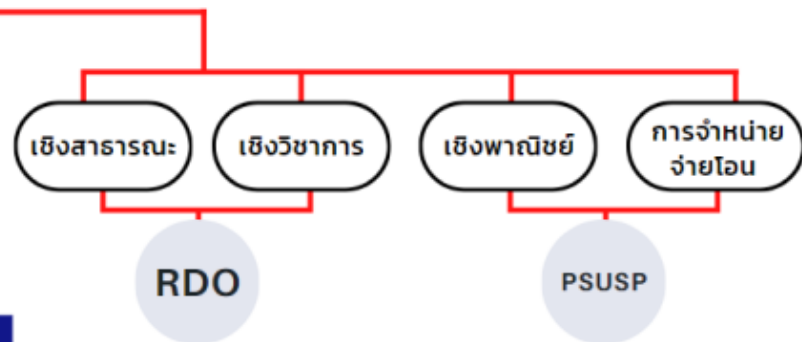 เชิงสาธารณะ
เชิงวิชาการ
เชิงพาณิชย์
การจำหน่าย
จ่ายโอน
RDO
PSUSP